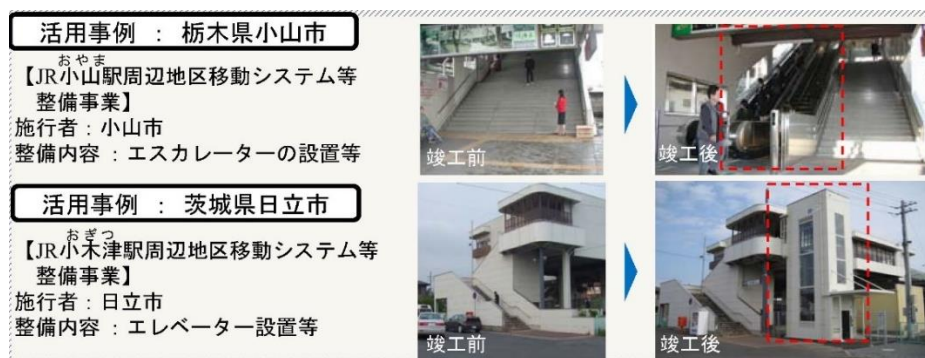 活用事例 : 栃木県小山市
おやま
【JR小山駅周辺地区移動システム等
整備事業】
施行者:小山市
整備内容 :エスカレーターの設置等
竣工前
竣工後
活用事例 : 茨城県日立市
おぎつ
【JR小木津駅周辺地区移動システム等
整備事業】
施行者:日立市
整備内容 :エレベーター設置等
竣工前
竣工後